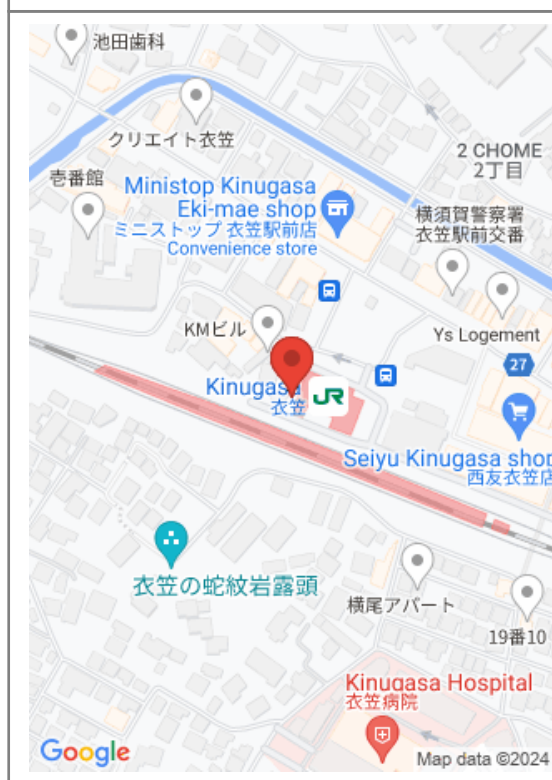 池田歯科
クリエイト衣笠
2 CHOME
2丁目
壱番館
Ministop Kinugasa
Eki-mae shop
ミニストップ 衣笠駅前店
Convenience store
横須賀警察署
衣笠駅前交番
KMビル
Ys Logement
27
Kinugasa
衣笠
JR
Seiyu Kinugasa shop
西友衣笠店
衣笠の蛇紋岩露頭
横尾アパート
19番10
Kinugasa Hospital
衣笠病院
Google
Map data ©2024